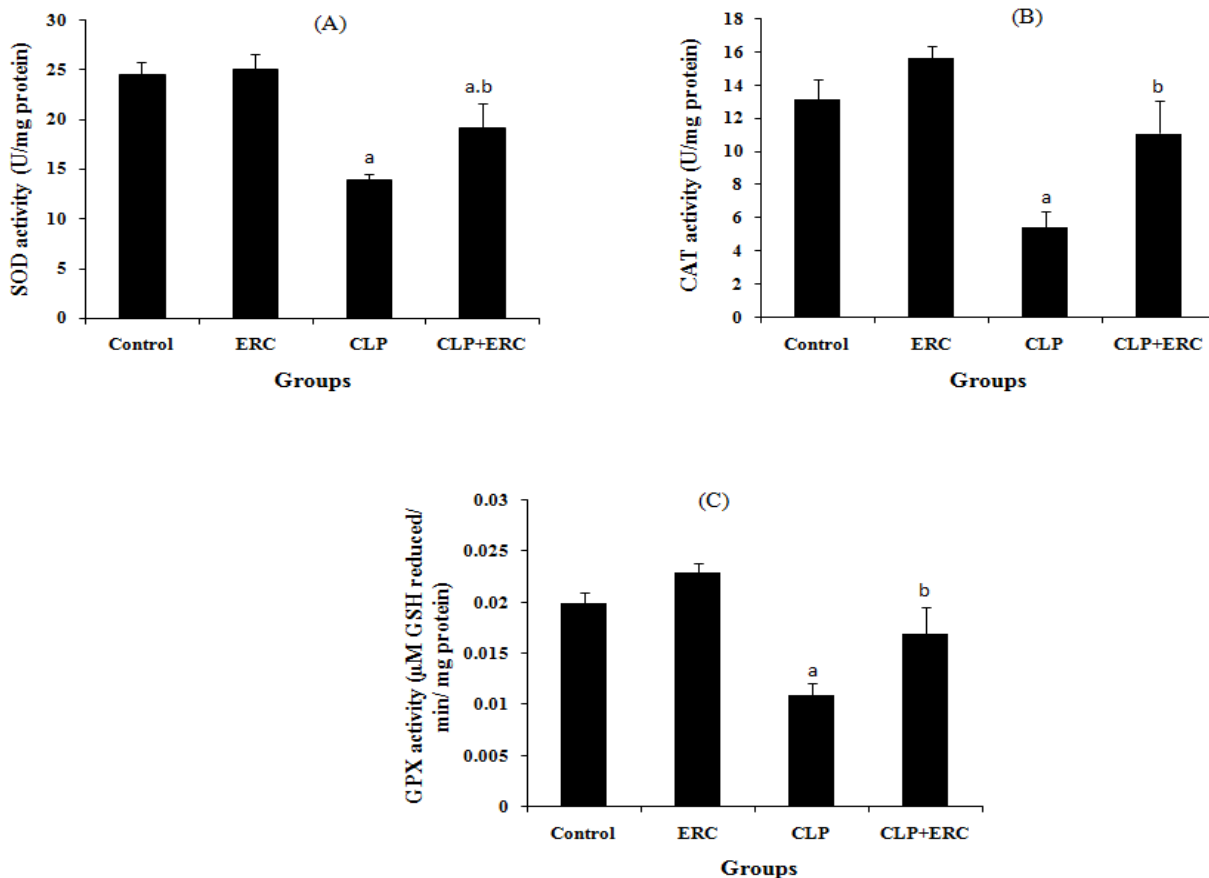 (A)
SOD activity (U/mg protein)
30
25
20
15
10
5
0
a
a.b
Control ERC CLP CLP+ERC
Groups
(B)
CAT activity (U/mg protein)
18
16
14
12
10
8
6
4
2
0
a
b
Control ERC CLP CLP+ERC
Groups
(C)
GPX activity (µM GSH reduced/
min/ mg protein)
0.03
0.025
0.02
0.015
0.01
0.005
0
a
b
Control ERC CLP CLP+ERC
Groups